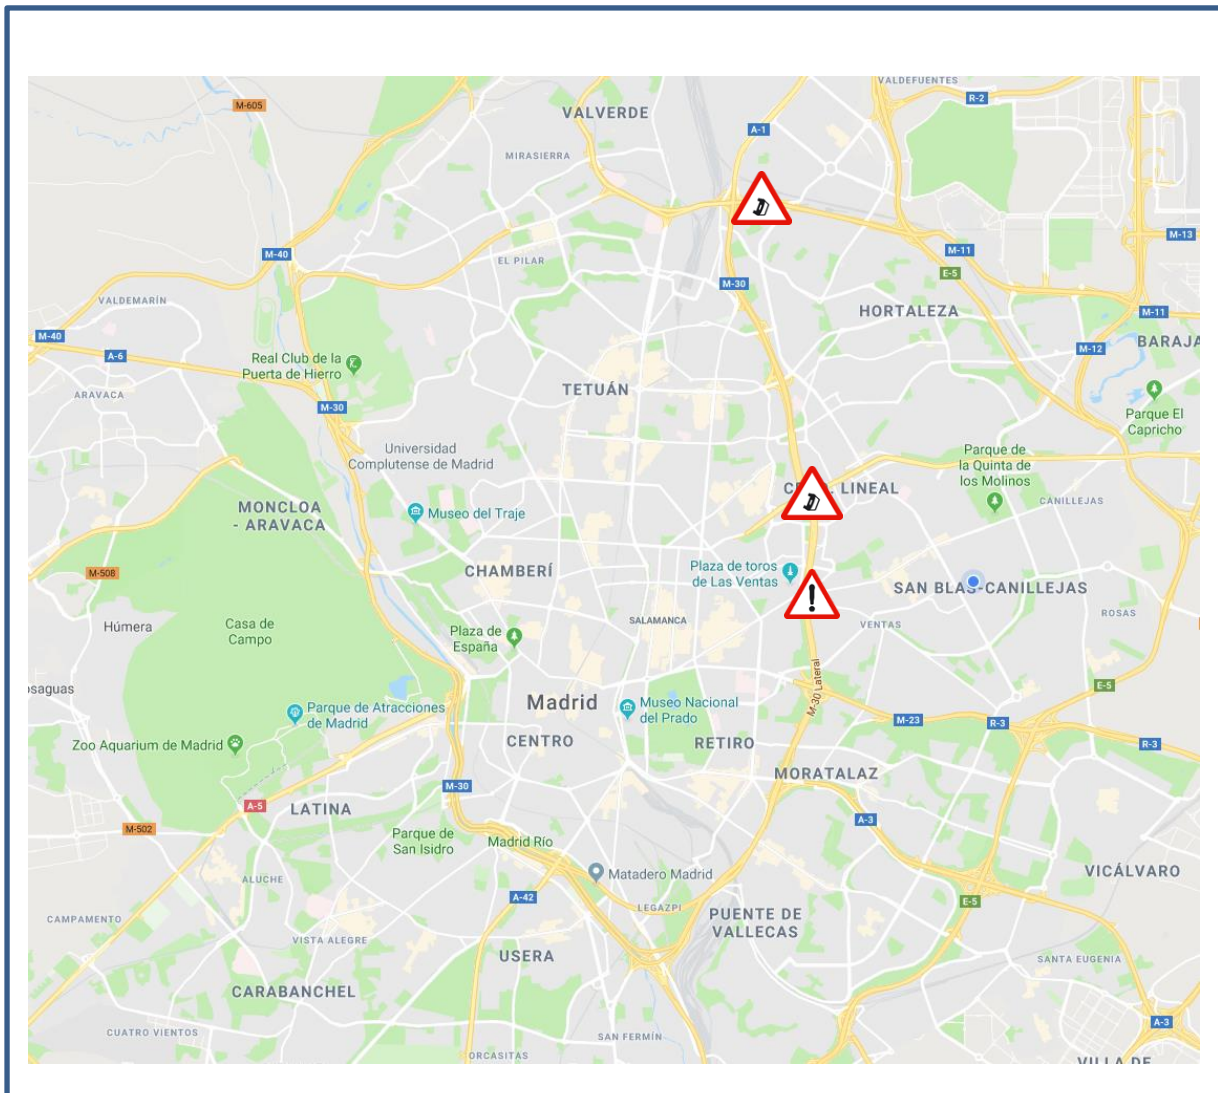 VALDEFUENTES
M-605
R-2
VALVERDE
A-1
MIRASIERRA
M-13
M-40
M-11
EL PILAR
E-5
M-30
VALDEMARÍN
HORTALEZA
M-11
M-40
M-12
BARAJA
A-6
Real Club de la
Puerta de Hierro
TETUÁN
ARAVACA
M-30
Parque El
Capricho
Universidad
Complutense de Madrid
Parque de
la Quinta de
los Molinos
LINEAL
CANILLEJAS
MONCLOA
- ARAVACA
Museo del Traje
Plaza de toros
de Las Ventas
CHAMBERÍ
M-508
SAN BLAS-CANILLEJAS
ROSAS
Húmera
Casa de
Campo
SALAMANCA
VENTAS
Plaza de
España
M-30 Lateral
osaguas
E-5
Parque de Atracciones
de Madrid
Madrid
Museo Nacional
del Prado
M-23
R-3
Zoo Aquarium de Madrid
CENTRO
RETIRO
R-3
MORATALAZ
M-30
A-5
LATINA
A-3
M-502
Parque de
San Isidro
Madrid Río
Matadero Madrid
VICÁLVARO
ALUCHE
A-42
LEGAZPI
E-5
CAMPAMENTO
PUENTE DE
VALLECAS
VISTA ALEGRE
USERA
SANTA EUGENIA
CARABANCHEL
A-3
CUATRO VIENTOS
SAN FERMÍN
ORCASITAS
VILLA DE